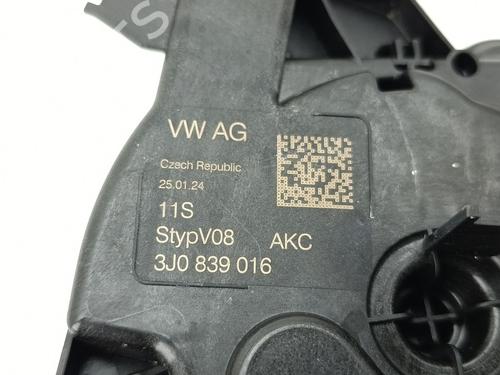 VW AG
Czech Republic
25.01.24
11S
StypV08 AKC
3J0 839 016